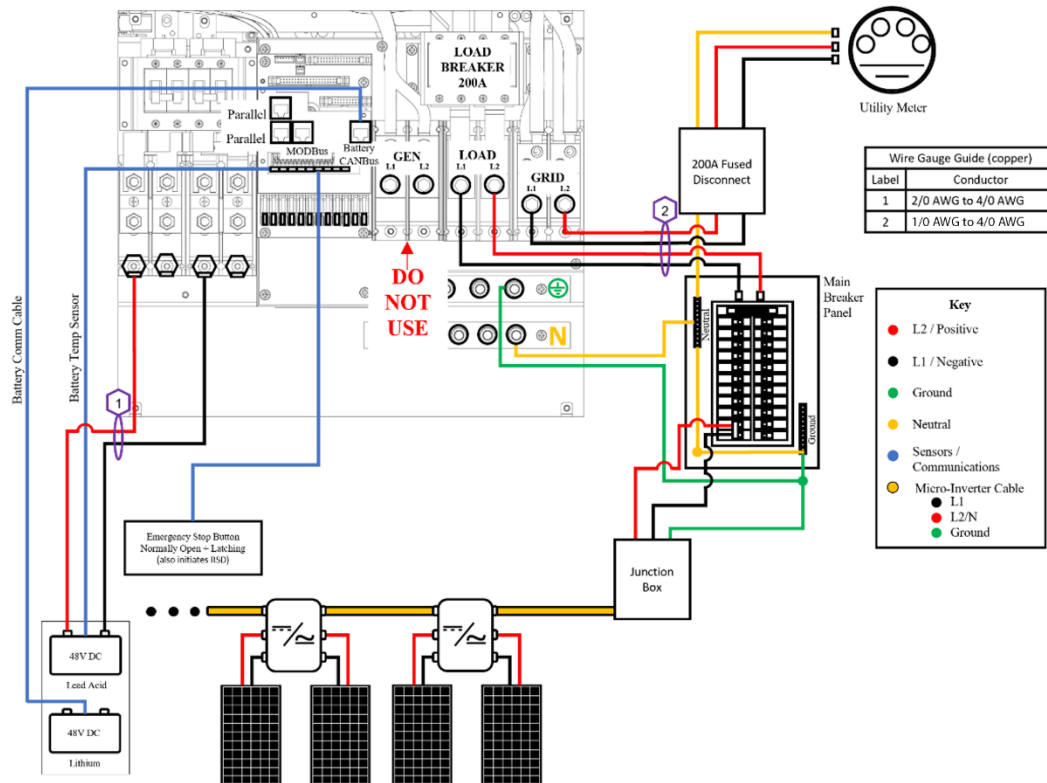 LOAD
BREAKER
200A
Parallel
Parallel
MODBus
Battery
CANBus
GEN
L1
L2
LOAD
L1
L2
GRID
L1
L2
DO
NOT
USE
N
Utility Meter
200A Fused
Disconnect
Wire Gauge Guide (copper)
Label Conductor
1 2/0 AWG to 4/0 AWG
2 1/0 AWG to 4/0 AWG
2
Main
Breaker
Panel
Neutral
Ground
Key
L2 / Positive
L1 / Negative
Ground
Neutral
Sensors /
Communications
Micro-Inverter Cable
L1
L2/N
Ground
Battery Comm Cable
Battery Temp Sensor
1
Emergency Stop Button
Normally Open + Latching
(also initiates RSD)
Junction
Box
48V DC
Lead Acid
48V DC
Lithium